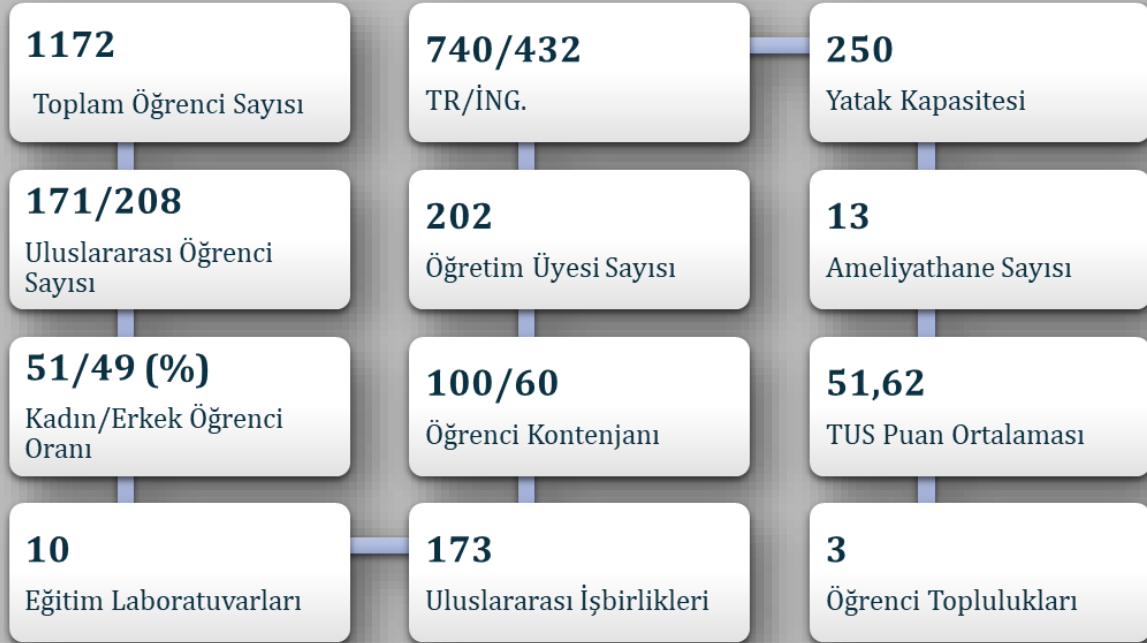 1172
Toplam Öğrenci Sayısı
171/208
Uluslararası Öğrenci
Sayısı
51/49 (%)
Kadın/Erkek Öğrenci
Oranı
10
Eğitim Laboratuvarları
740/432
TR/İNG.
202
Öğretim Üyesi Sayısı
100/60
Öğrenci Kontenjanı
173
Uluslararası İşbirlikleri
250
Yatak Kapasitesi
13
Ameliyathane Sayısı
51,62
TUS Puan Ortalaması
3
Öğrenci Toplulukları